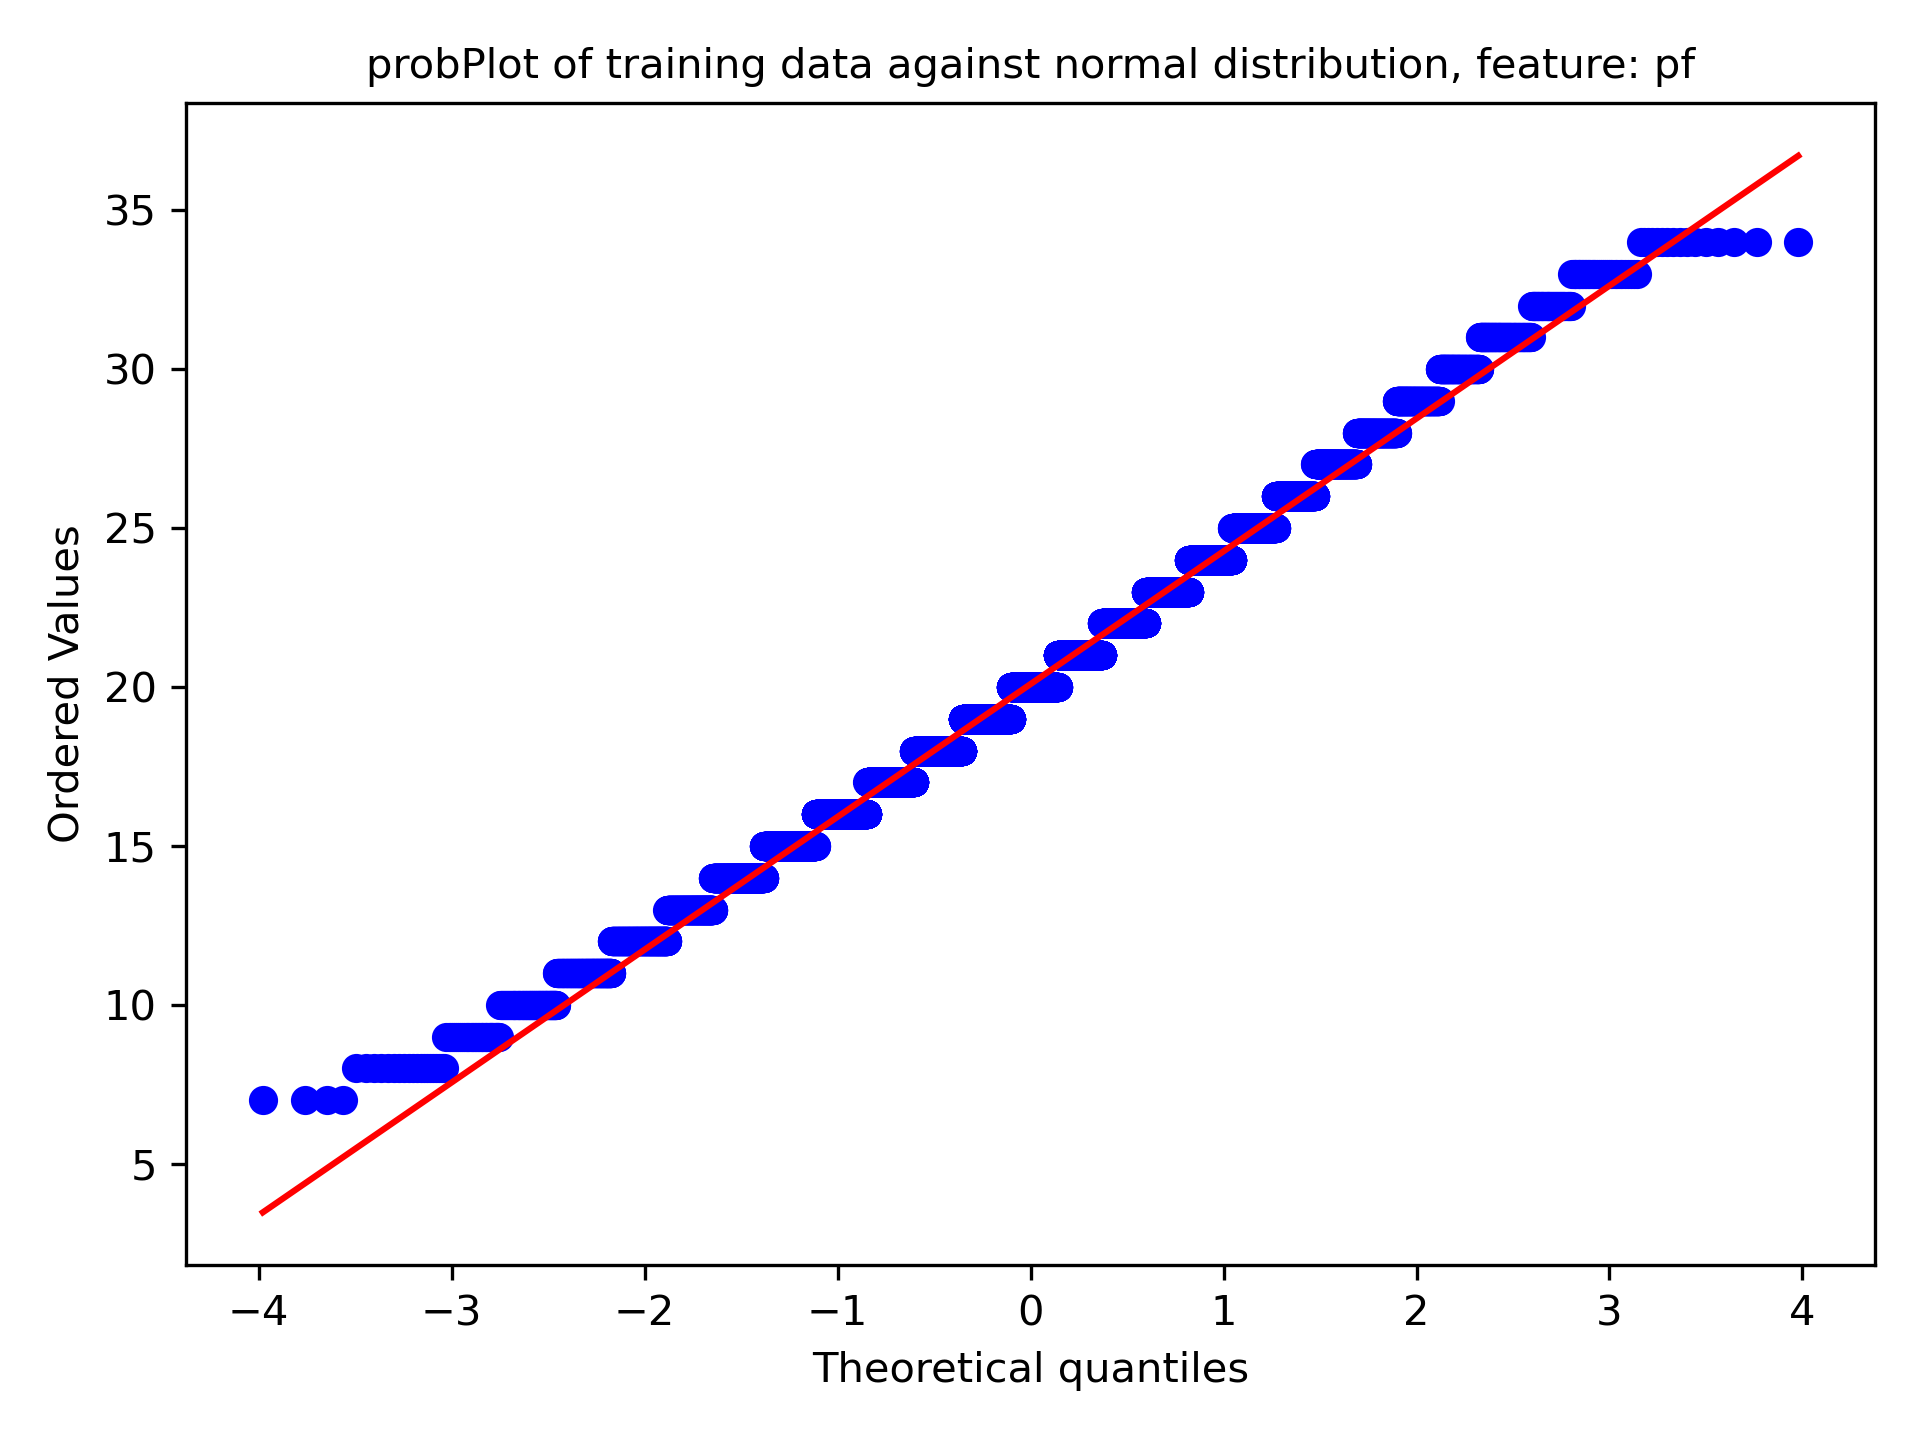 probPlot of training data against normal distribution, feature: pf
35
30
25
20
15
10
5
Ordered Values
−4 −3 −2 −1 0 1 2 3 4
Theoretical quantiles